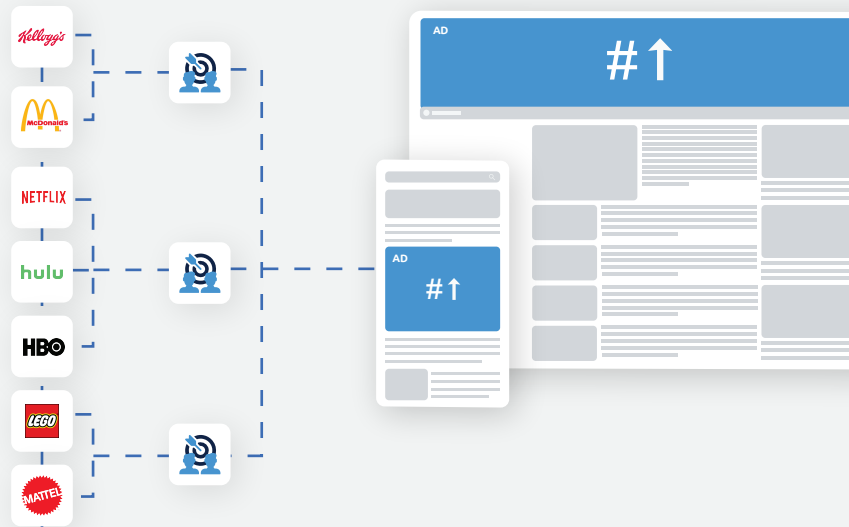 Kellogg's
McDonald's
NETFLIX
hulu
HBO
LEGO
MATTEL
AD
#↑
AD
#↑